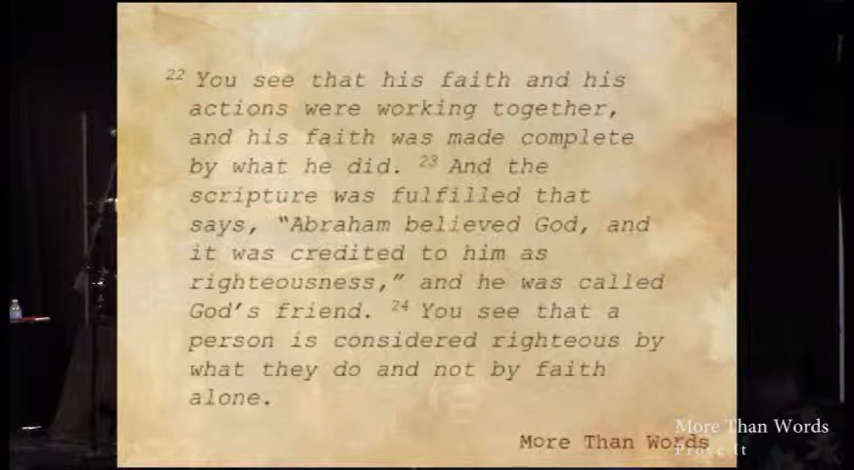 22 You see that his faith and his
actions were working together,
and his faith was made complete
by what he did. 23 And the
scripture was fulfilled that
says, “Abraham believed God, and
it was credited to him as
righteousness,” and he was called
God’s friend. 24 You see that a
person is considered righteous by
what they do and not by faith
alone.
More Than Words
More Than Words
Prove It